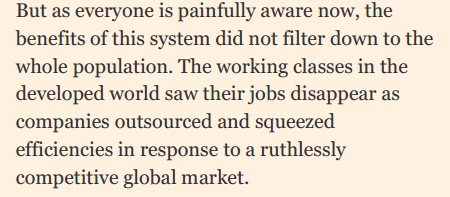 But as everyone is painfully aware now, the
benefits of this system did not filter down to the
whole population. The working classes in the
developed world saw their jobs disappear as
companies outsourced and squeezed
efficiencies in response to a ruthlessly
competitive global market.